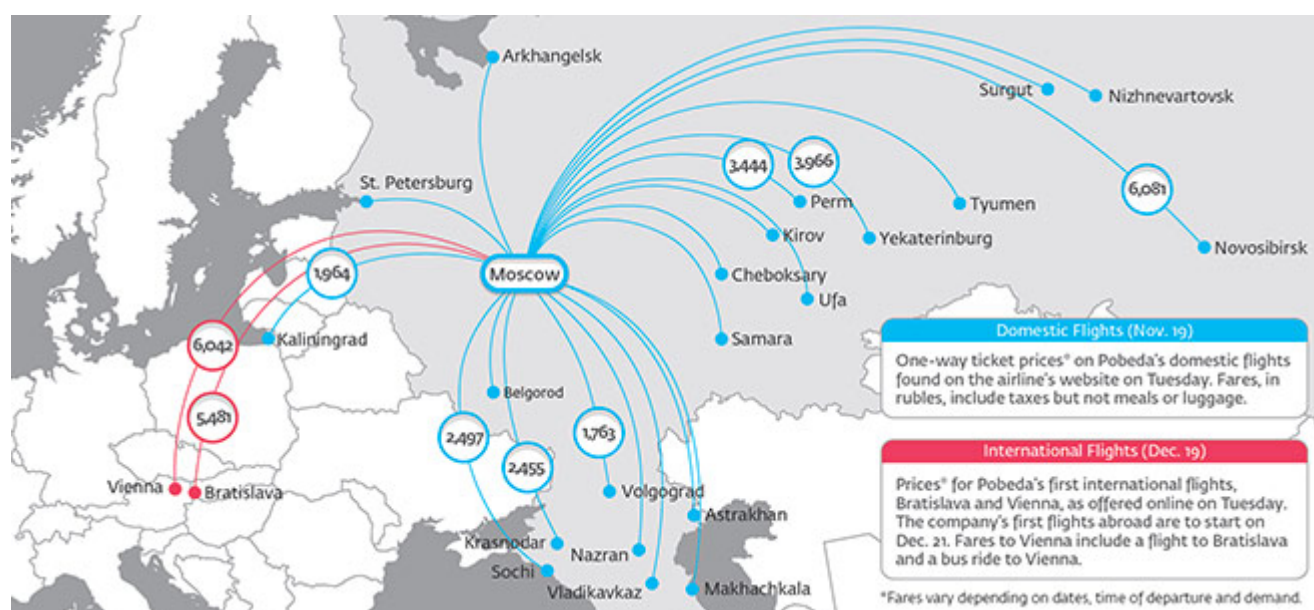 Arkhangelsk
Surgut
Nizhnevartovsk
3,444
3,966
St. Petersburg
6,081
Perm
Tyumen
Kirov
Yekaterinburg
Novosibirsk
1,964
Moscow
Cheboksary
Ufa
Kaliningrad
Samara
6,042
Belgorod
5,481
2,497
1,763
2,455
Vienna
Bratislava
Volgograd
Astrakhan
Krasnodar
Nazran
Sochi
Vladikavkaz
Makhachkala
Domestic Flights (Nov. 19)
One-way ticket prices* on Pobeda's domestic flights
found on the airline's website on Tuesday. Fares, in
rubles, include taxes but not meals or luggage.
International Flights (Dec. 19)
Prices* for Pobeda's first international flights,
Bratislava and Vienna, as offered online on Tuesday.
The company's first flights abroad are to start on
Dec. 21. Fares to Vienna include a flight to Bratislava
and a bus ride to Vienna.
*Fares vary depending on dates, time of departure and demand.